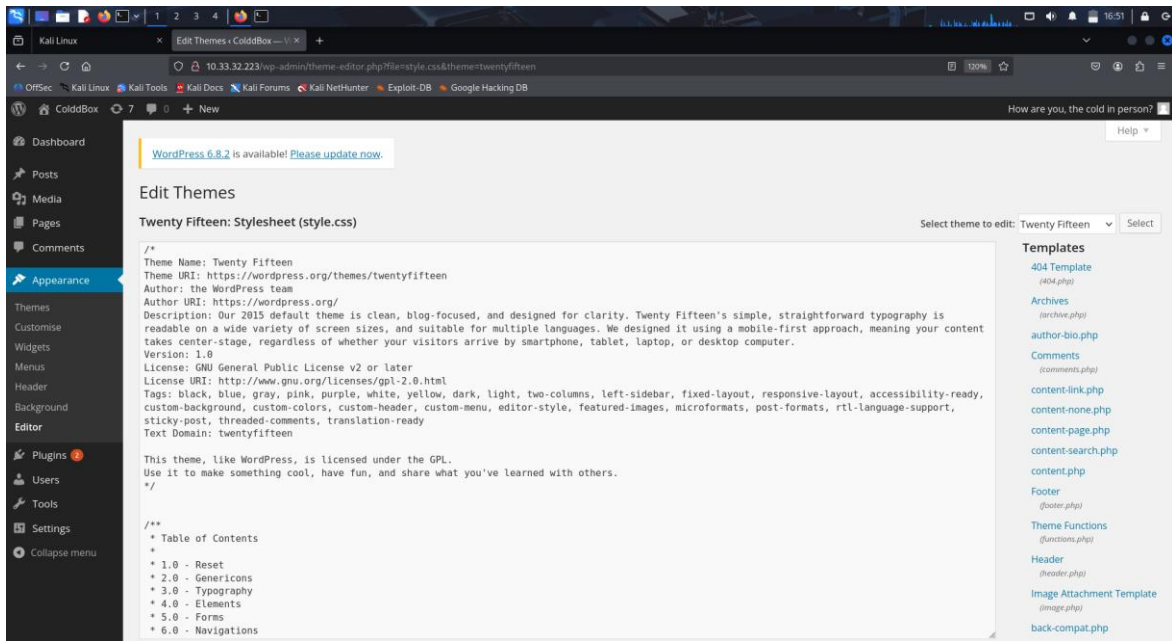 1 2 3 4
16:51
Kali Linux
Edit Themes ‹ ColddBox —
10.33.32.223/wp-admin/theme-editor.php?file=style.css&theme=twentyfifteen
120%
OffSec Kali Linux Kali Tools Kali Docs Kali Forums Kali NetHunter Exploit-DB Google Hacking DB
ColddBox 7 0 + New
How are you, the cold in person?
Help
Dashboard
Posts
Media
Pages
Comments
Appearance
Themes
Customise
Widgets
Menus
Header
Background
Editor
Plugins 2
Users
Tools
Settings
Collapse menu
WordPress 6.8.2 is available! Please update now.
Edit Themes
Twenty Fifteen: Stylesheet (style.css)
Select theme to edit: Twenty Fifteen Select
/*
Theme Name: Twenty Fifteen
Theme URI: https://wordpress.org/themes/twentyfifteen
Author: the WordPress team
Author URI: https://wordpress.org/
Description: Our 2015 default theme is clean, blog-focused, and designed for clarity. Twenty Fifteen's simple, straightforward typography is
readable on a wide variety of screen sizes, and suitable for multiple languages. We designed it using a mobile-first approach, meaning your content
takes center-stage, regardless of whether your visitors arrive by smartphone, tablet, laptop, or desktop computer.
Version: 1.0
License: GNU General Public License v2 or later
License URI: http://www.gnu.org/licenses/gpl-2.0.html
Tags: black, blue, gray, pink, purple, white, yellow, dark, light, two-columns, left-sidebar, fixed-layout, responsive-layout, accessibility-ready,
custom-background, custom-colors, custom-header, custom-menu, editor-style, featured-images, microformats, post-formats, rtl-language-support,
sticky-post, threaded-comments, translation-ready
Text Domain: twentyfifteen
This theme, like WordPress, is licensed under the GPL.
Use it to make something cool, have fun, and share what you've learned with others.
*/
/**
* Table of Contents
*
* 1.0 - Reset
* 2.0 - Genericons
* 3.0 - Typography
* 4.0 - Elements
* 5.0 - Forms
* 6.0 - Navigations
Templates
404 Template
(404.php)
Archives
(archive.php)
author-bio.php
Comments
(comments.php)
content-link.php
content-none.php
content-page.php
content-search.php
content.php
Footer
(footer.php)
Theme Functions
(functions.php)
Header
(header.php)
Image Attachment Template
(image.php)
back-compat.php